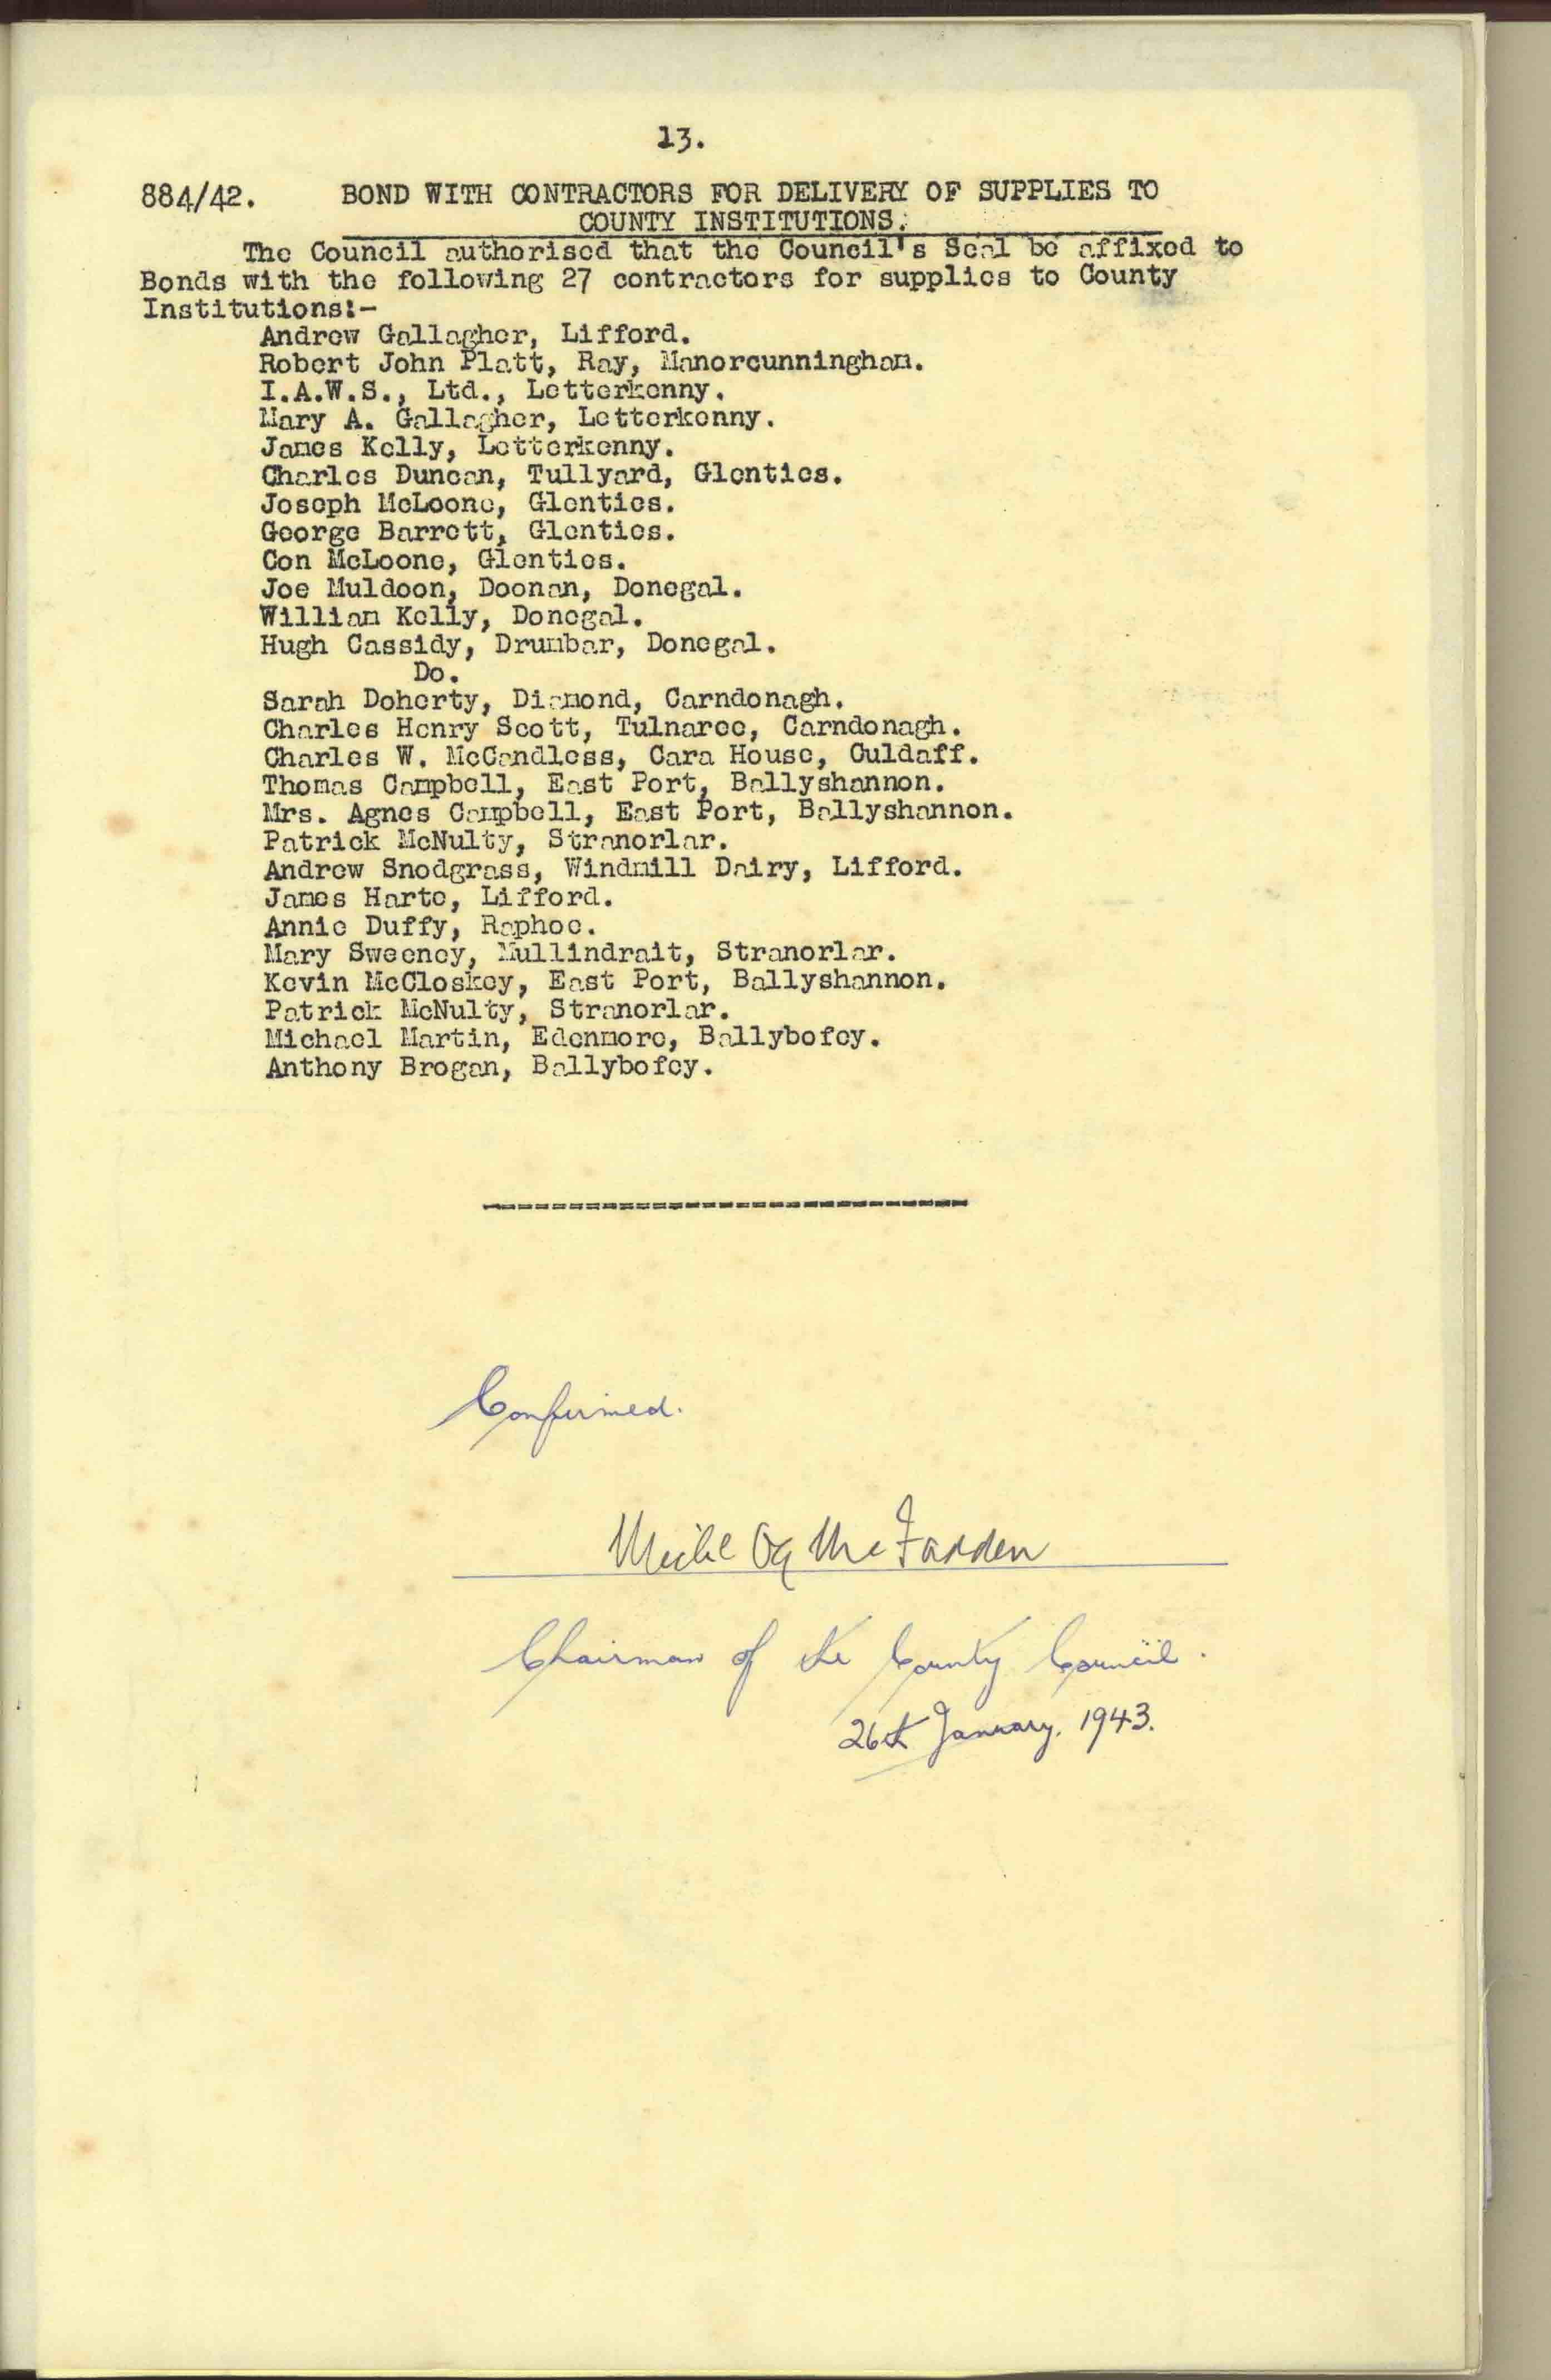 13.
884/42. BOND WITH CONTRACTORS FOR DELIVERY OF SUPPLIES TO
COUNTY INSTITUTIONS.
The Council authorised that the Council's Seal be affixed to
Bonds with the following 27 contractors for supplies to County
Institutions:-
Andrew Gallagher, Lifford.
Robert John Platt, Ray, Manorcunningham.
I.A.W.S., Ltd., Letterkenny.
Mary A. Gallagher, Letterkenny.
James Kelly, Letterkenny.
Charles Duncan, Tullyard, Glenties.
Joseph McLoone, Glenties.
George Barrett, Glenties.
Con McLoone, Glenties.
Joe Muldoon, Doonan, Donegal.
William Kelly, Donegal.
Hugh Cassidy, Drumbar, Donegal.
Do.
Sarah Doherty, Diamond, Carndonagh.
Charles Henry Scott, Tulnaree, Carndonagh.
Charles W. McCandless, Cara House, Culdaff.
Thomas Campbell, East Port, Ballyshannon.
Mrs. Agnes Campbell, East Port, Ballyshannon.
Patrick McNulty, Stranorlar.
Andrew Snodgrass, Windmill Dairy, Lifford.
James Harte, Lifford.
Annie Duffy, Raphoe.
Mary Sweeney, Mullindrait, Stranorlar.
Kevin McCloskey, East Port, Ballyshannon.
Patrick McNulty, Stranorlar.
Michael Martin, Edenmore, Ballybofey.
Anthony Brogan, Ballybofey.
Confirmed.
Og McFadden
Chairman of the County Council.
26th January, 1943.